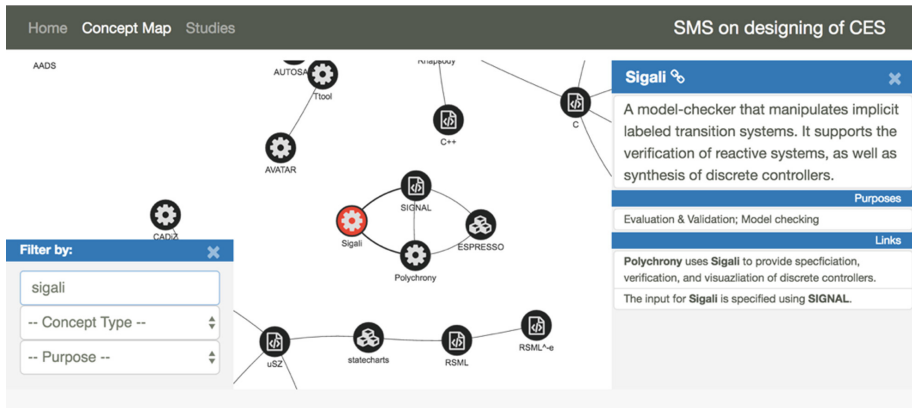 Home Concept Map Studies
SMS on designing of CES
AADS
AUTOSA
Ttool
AVATAR
Rhapsody
C++
C
CADiZ
SIGNAL
Sigali
ESPRESSO
Polychrony
uSZ
statecharts
RSML
RSML^-e
Filter by:
sigali
-- Concept Type --
-- Purpose --
Sigali
A model-checker that manipulates implicit
labeled transition systems. It supports the
verification of reactive systems, as well as
synthesis of discrete controllers.
Purposes
Evaluation & Validation; Model checking
Links
Polychrony uses Sigali to provide specficiation,
verification, and visuazliation of discrete controllers.
The input for Sigali is specified using SIGNAL.